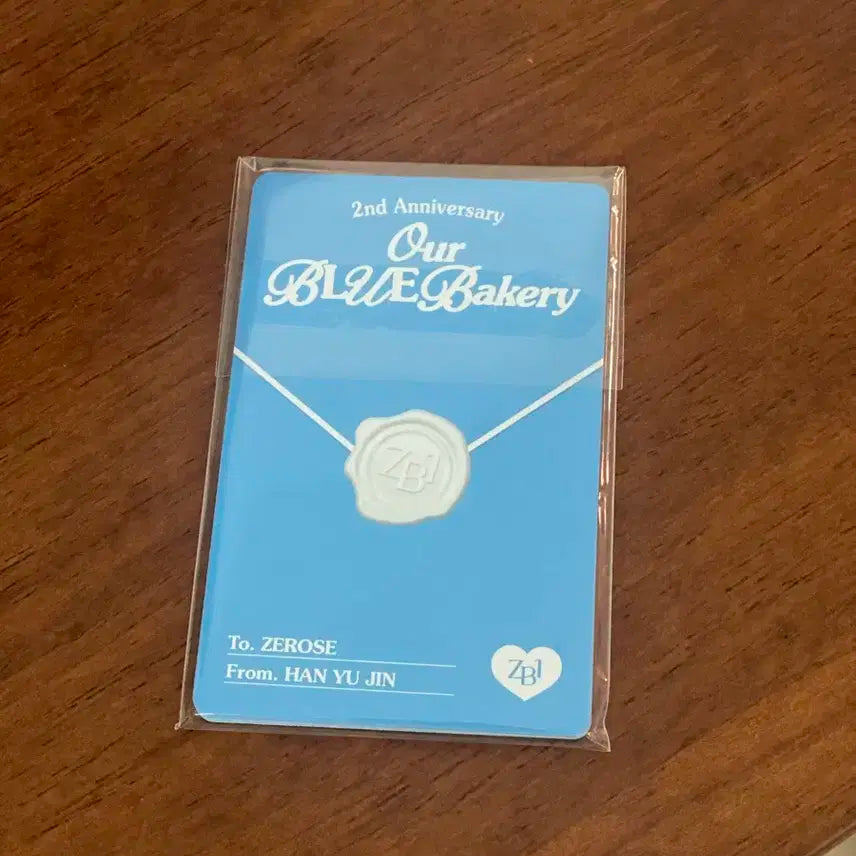 2nd Anniversary
Our
BLUE Bakery
ZB1
To. ZEROSE
From. HAN YU JIN
ZB1